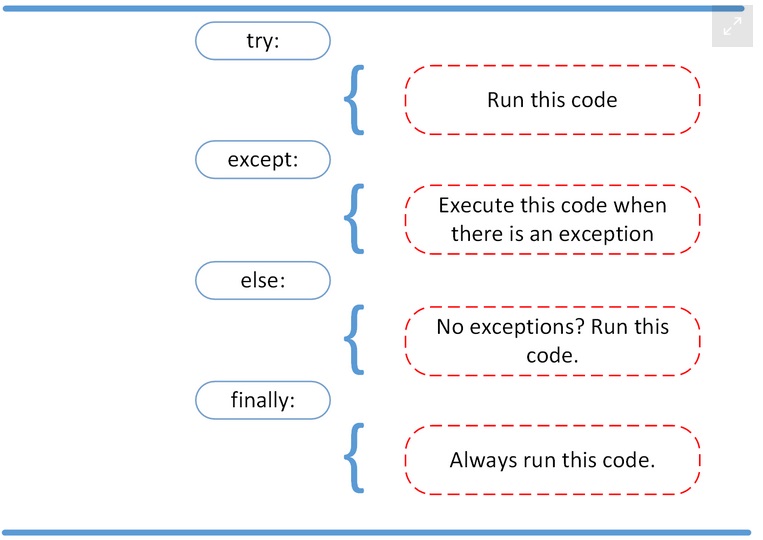 try:
Run this code
except:
Execute this code when
there is an exception
else:
No exceptions? Run this
code.
finally:
Always run this code.